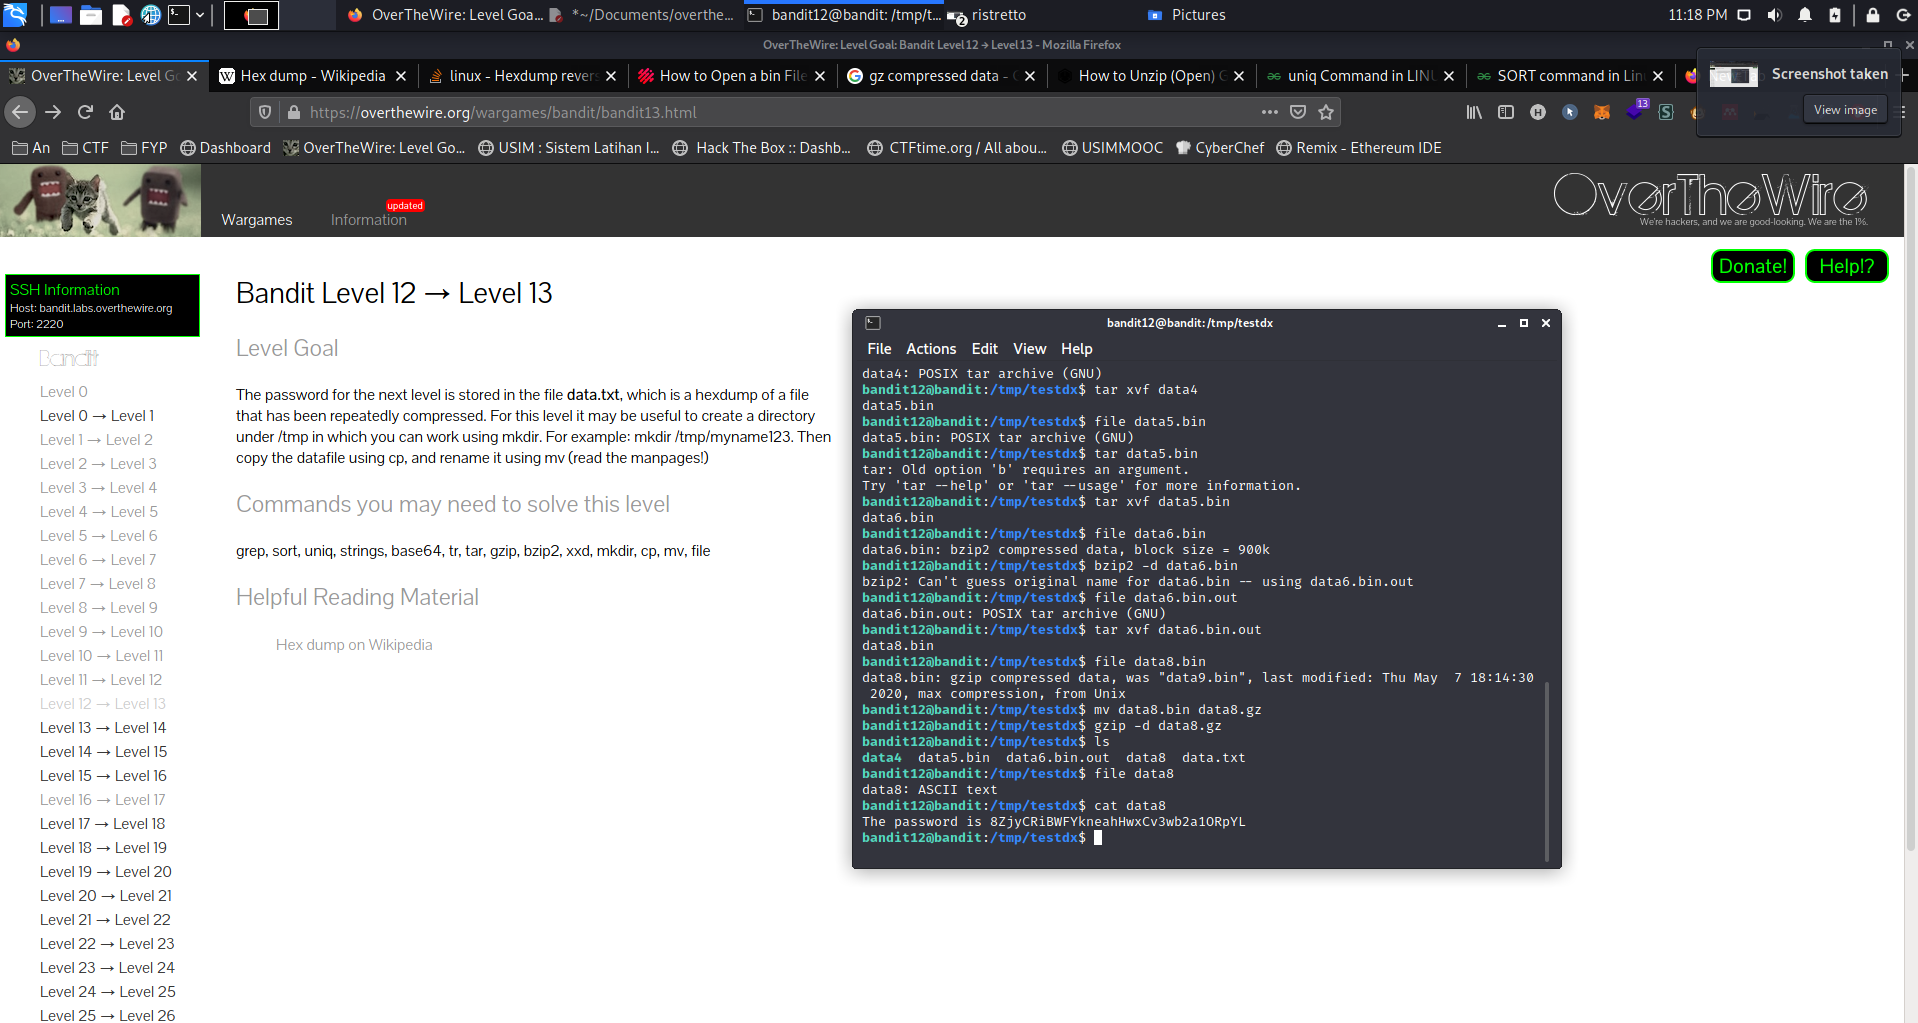 OverTheWire: Level Goa...
*~/Documents/overthe...
bandit12@bandit: /tmp/t...
2
ristretto
Pictures
11:18 PM
OverTheWire: Level Goal: Bandit Level 12 → Level 13 - Mozilla Firefox
OverTheWire: Level Go
Hex dump - Wikipedia
linux - Hexdump rever
How to Open a bin File
gz compressed data -
How to Unzip (Open)
uniq Command in LIN
SORT command in Lin
Screenshot taken
View image
https://overthewire.org/wargames/bandit/bandit13.html
13
An
CTF
FYP
Dashboard
OverTheWire: Level Go...
USIM : Sistem Latihan I...
Hack The Box :: Dashb...
CTFtime.org / All abou...
USIMMOOC
CyberChef
Remix - Ethereum IDE
Wargames
Information
updated
OverTheWire
We're hackers, and we are good-looking. We are the 1%.
Donate!
Help!?
SSH Information
Host: bandit.labs.overthewire.org
Port: 2220
Bandit
Level 0
Level 0 → Level 1
Level 1 → Level 2
Level 2 → Level 3
Level 3 → Level 4
Level 4 → Level 5
Level 5 → Level 6
Level 6 → Level 7
Level 7 → Level 8
Level 8 → Level 9
Level 9 → Level 10
Level 10 → Level 11
Level 11 → Level 12
Level 12 → Level 13
Level 13 → Level 14
Level 14 → Level 15
Level 15 → Level 16
Level 16 → Level 17
Level 17 → Level 18
Level 18 → Level 19
Level 19 → Level 20
Level 20 → Level 21
Level 21 → Level 22
Level 22 → Level 23
Level 23 → Level 24
Level 24 → Level 25
Level 25 → Level 26
Bandit Level 12 → Level 13
Level Goal
The password for the next level is stored in the file data.txt, which is a hexdump of a file
that has been repeatedly compressed. For this level it may be useful to create a directory
under /tmp in which you can work using mkdir. For example: mkdir /tmp/myname123. Then
copy the datafile using cp, and rename it using mv (read the manpages!)
Commands you may need to solve this level
grep, sort, uniq, strings, base64, tr, tar, gzip, bzip2, xxd, mkdir, cp, mv, file
Helpful Reading Material
Hex dump on Wikipedia
bandit12@bandit:/tmp/testdx
File Actions Edit View Help
data4: POSIX tar archive (GNU)
bandit12@bandit:/tmp/testdx$ tar xvf data4
data5.bin
bandit12@bandit:/tmp/testdx$ file data5.bin
data5.bin: POSIX tar archive (GNU)
bandit12@bandit:/tmp/testdx$ tar data5.bin
tar: Old option 'b' requires an argument.
Try 'tar --help' or 'tar --usage' for more information.
bandit12@bandit:/tmp/testdx$ tar xvf data5.bin
data6.bin
bandit12@bandit:/tmp/testdx$ file data6.bin
data6.bin: bzip2 compressed data, block size = 900k
bandit12@bandit:/tmp/testdx$ bzip2 -d data6.bin
bzip2: Can't guess original name for data6.bin -- using data6.bin.out
bandit12@bandit:/tmp/testdx$ file data6.bin.out
data6.bin.out: POSIX tar archive (GNU)
bandit12@bandit:/tmp/testdx$ tar xvf data6.bin.out
data8.bin
bandit12@bandit:/tmp/testdx$ file data8.bin
data8.bin: gzip compressed data, was "data9.bin", last modified: Thu May  7 18:14:30
2020, max compression, from Unix
bandit12@bandit:/tmp/testdx$ mv data8.bin data8.gz
bandit12@bandit:/tmp/testdx$ gzip -d data8.gz
bandit12@bandit:/tmp/testdx$ ls
data4  data5.bin  data6.bin.out  data8  data.txt
bandit12@bandit:/tmp/testdx$ file data8
data8: ASCII text
bandit12@bandit:/tmp/testdx$ cat data8
The password is 8ZjyCRiBWFYkneahHwxCv3wb2a1ORpYL
bandit12@bandit:/tmp/testdx$